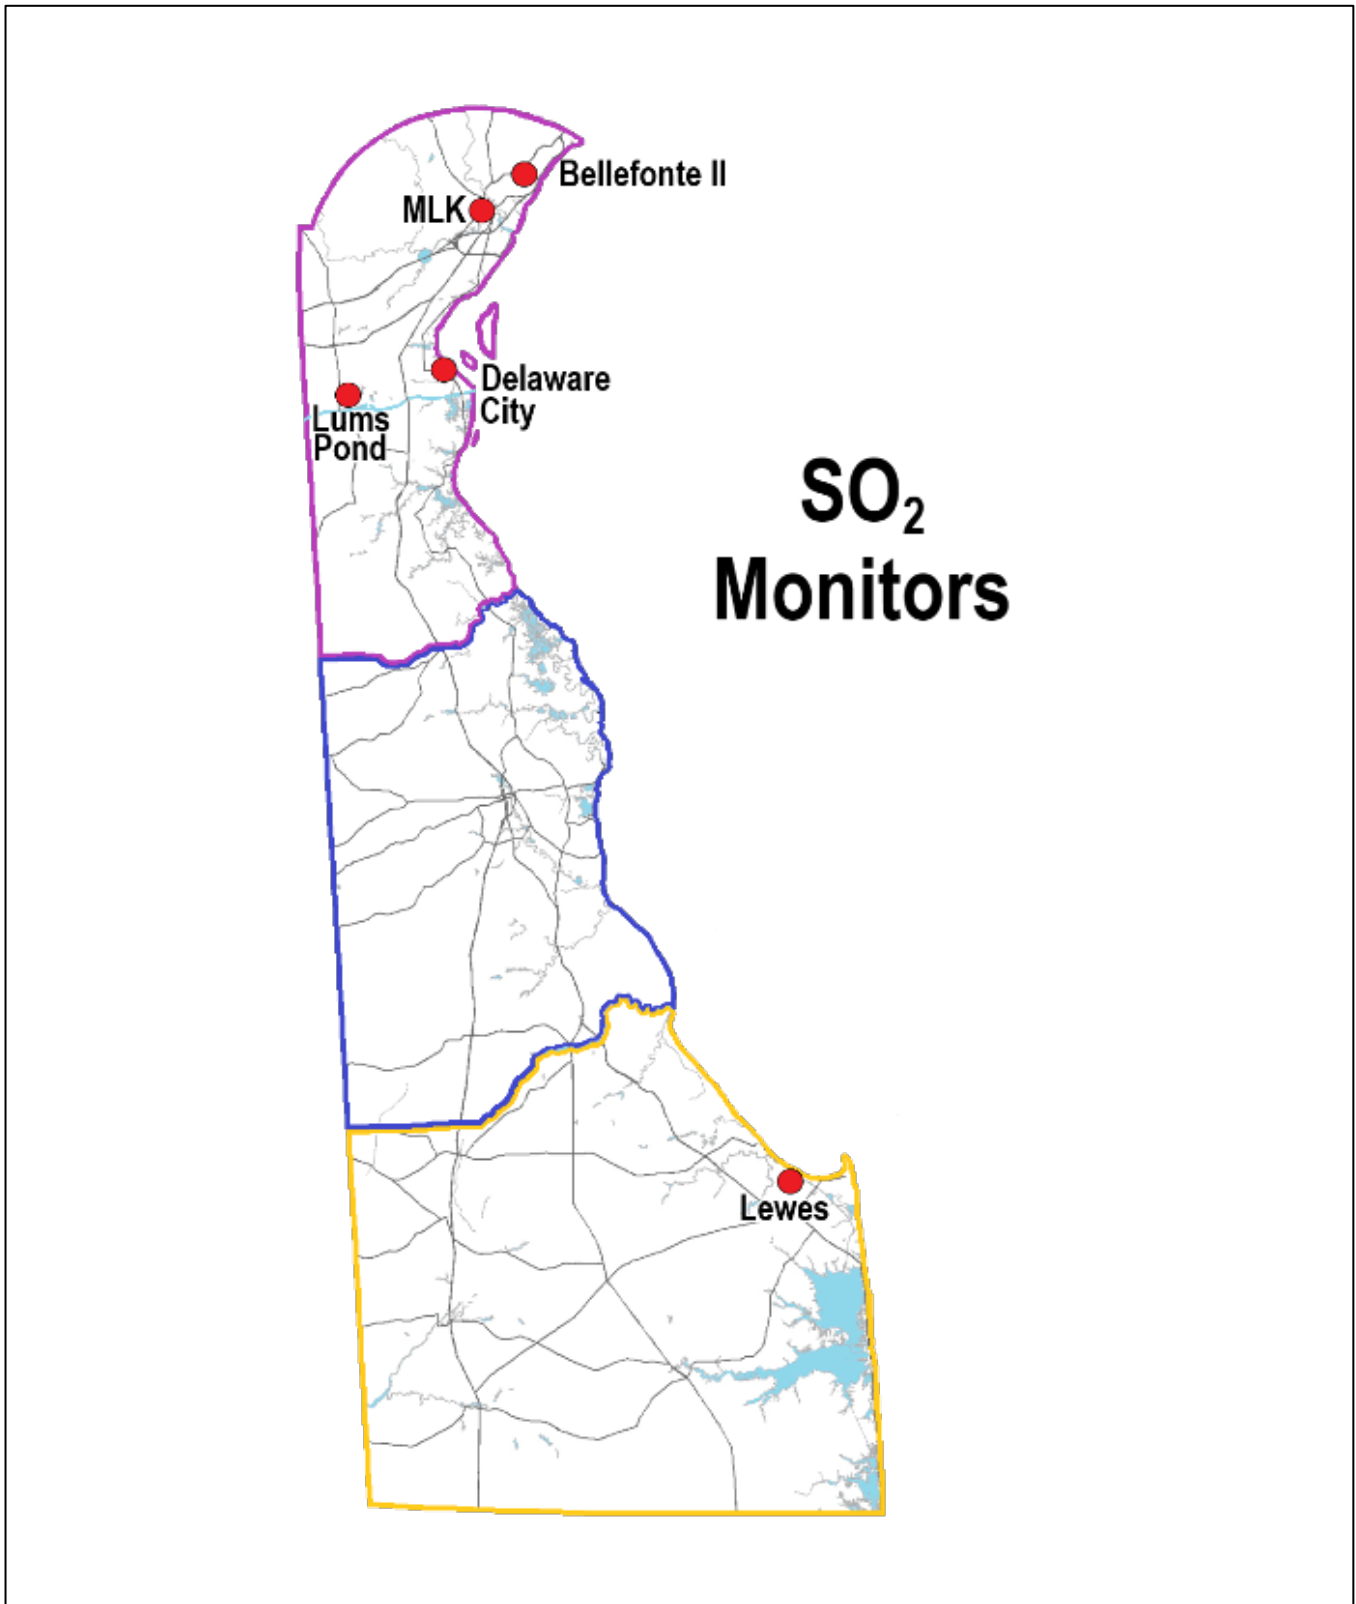 Bellefonte II
MLK
Delaware
City
Lums
Pond
SO₂
Monitors
Lewes